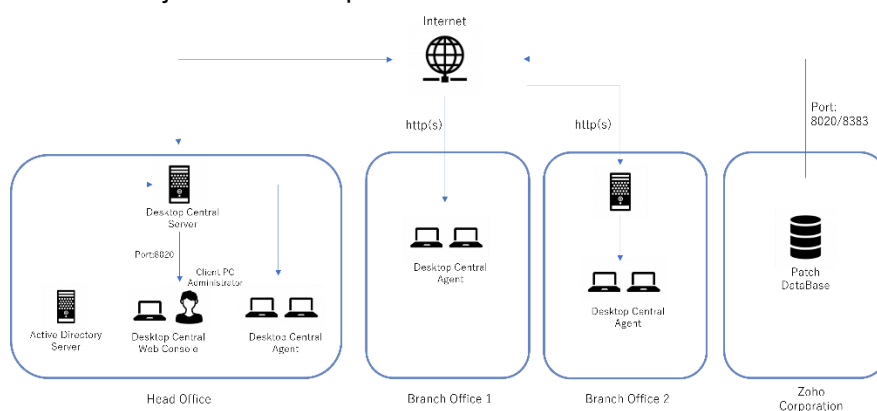 Internet
Port:
8020/8383
http(s)
http(s)
Desktop Central
Server
Port:8020
Client PC
Administrator
Active Directory
Server
Desktop Central
Web Console
Desktop Central
Agent
Desktop Central
Agent
Desktop Central
Agent
Patch
DataBase
Head Office
Branch Office 1
Branch Office 2
Zoho
Corporation